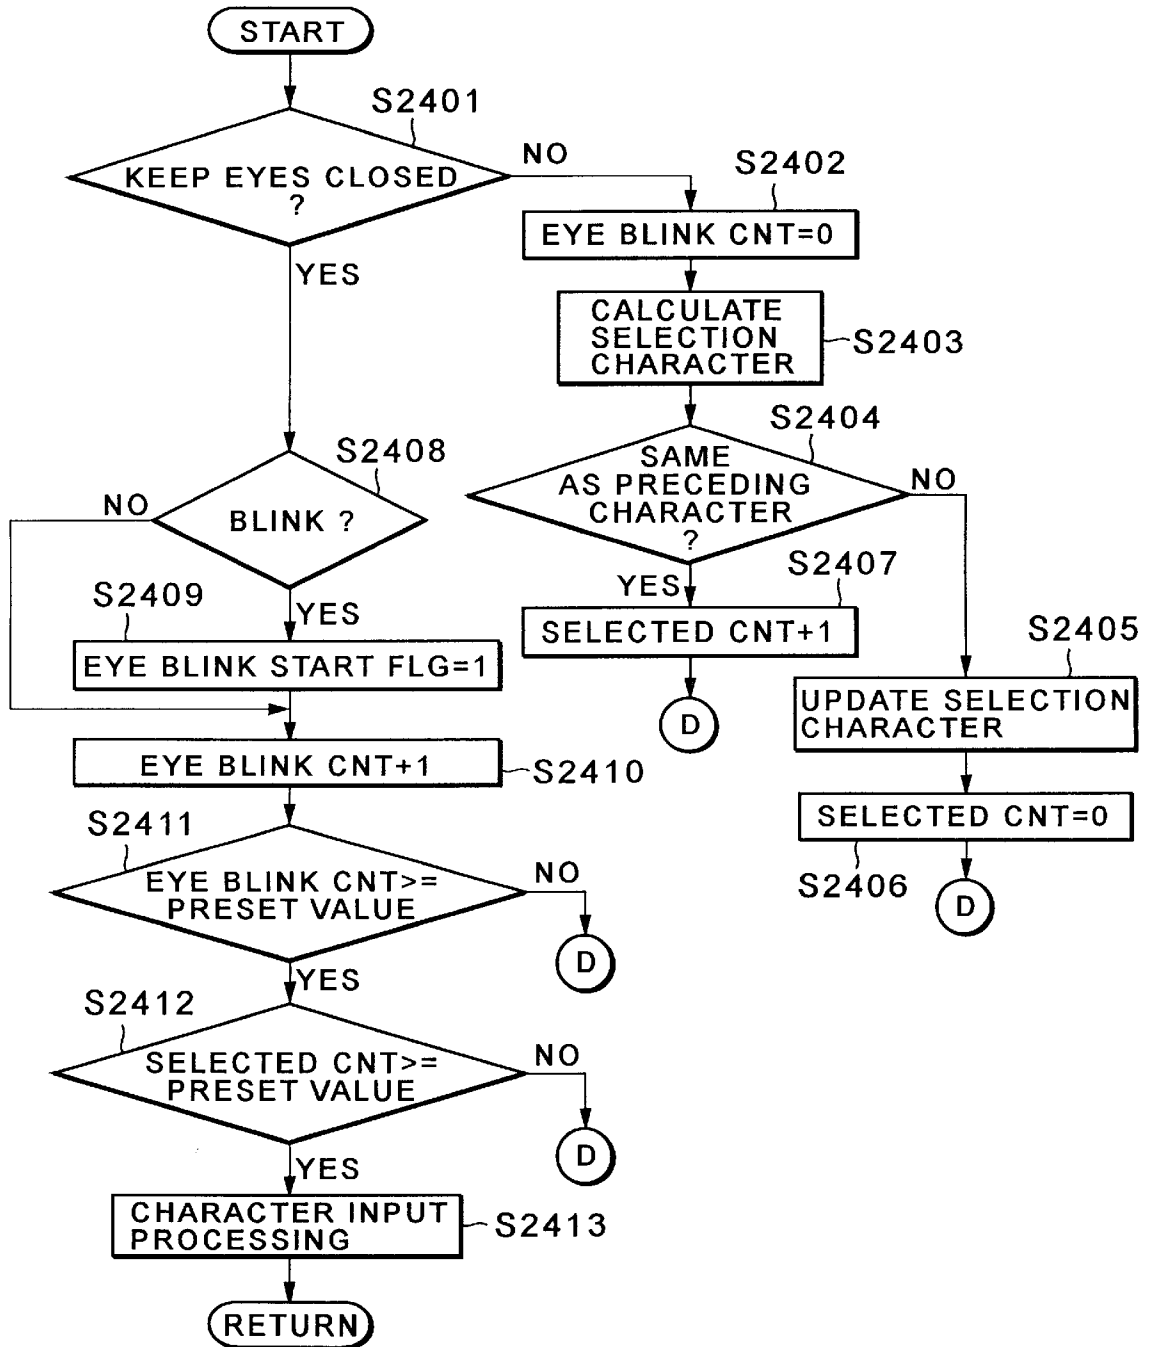 START
S2401
KEEP EYES CLOSED
?
NO
YES
S2402
EYE BLINK CNT=0
CALCULATE
SELECTION
CHARACTER
S2403
S2404
SAME
AS PRECEDING
CHARACTER
?
NO
YES
S2407
SELECTED CNT+1
D
S2405
UPDATE SELECTION
CHARACTER
SELECTED CNT=0
S2406
D
S2408
NO
BLINK ?
YES
S2409
EYE BLINK START FLG=1
EYE BLINK CNT+1
S2410
S2411
EYE BLINK CNT>=
PRESET VALUE
NO
D
YES
S2412
SELECTED CNT>=
PRESET VALUE
NO
D
YES
CHARACTER INPUT
PROCESSING
S2413
RETURN